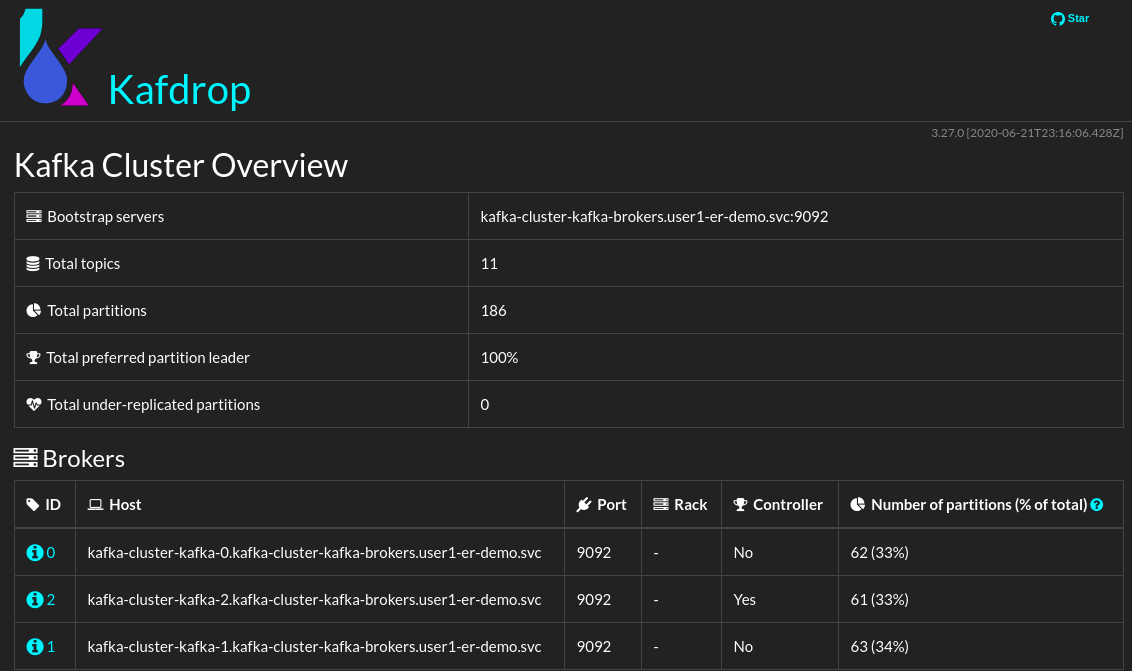 Star
Kafdrop
3.27.0 [2020-06-21T23:16:06.428Z]
Kafka Cluster Overview
Bootstrap servers kafka-cluster-kafka-brokers.user1-er-demo.svc:9092
Total topics 11
Total partitions 186
Total preferred partition leader 100%
Total under-replicated partitions 0
Brokers
ID Host Port Rack Controller Number of partitions (% of total)
0 kafka-cluster-kafka-0.kafka-cluster-kafka-brokers.user1-er-demo.svc 9092 - No 62 (33%)
2 kafka-cluster-kafka-2.kafka-cluster-kafka-brokers.user1-er-demo.svc 9092 - Yes 61 (33%)
1 kafka-cluster-kafka-1.kafka-cluster-kafka-brokers.user1-er-demo.svc 9092 - No 63 (34%)